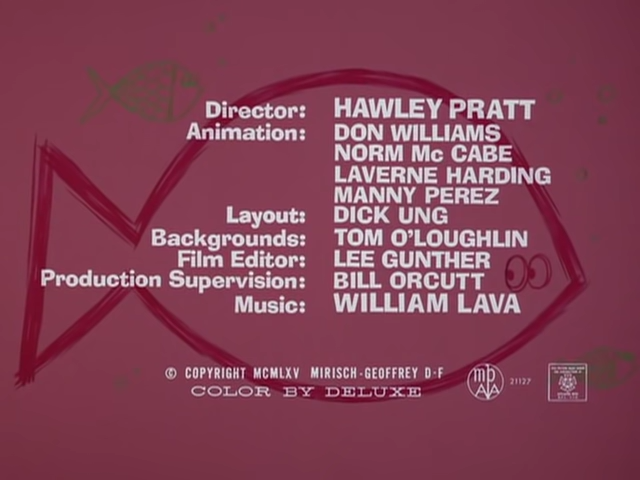 Director: HAWLEY PRATT
Animation: DON WILLIAMS
NORM Mc CABE
LAVERNE HARDING
MANNY PEREZ
Layout: DICK UNG
Backgrounds: TOM O'LOUGHLIN
Film Editor: LEE GUNTHER
Production Supervision: BILL ORCUTT
Music: WILLIAM LAVA
© COPYRIGHT MCMLXV MIRISCH-GEOFFREY D-F
21127
COLOR BY DELUXE